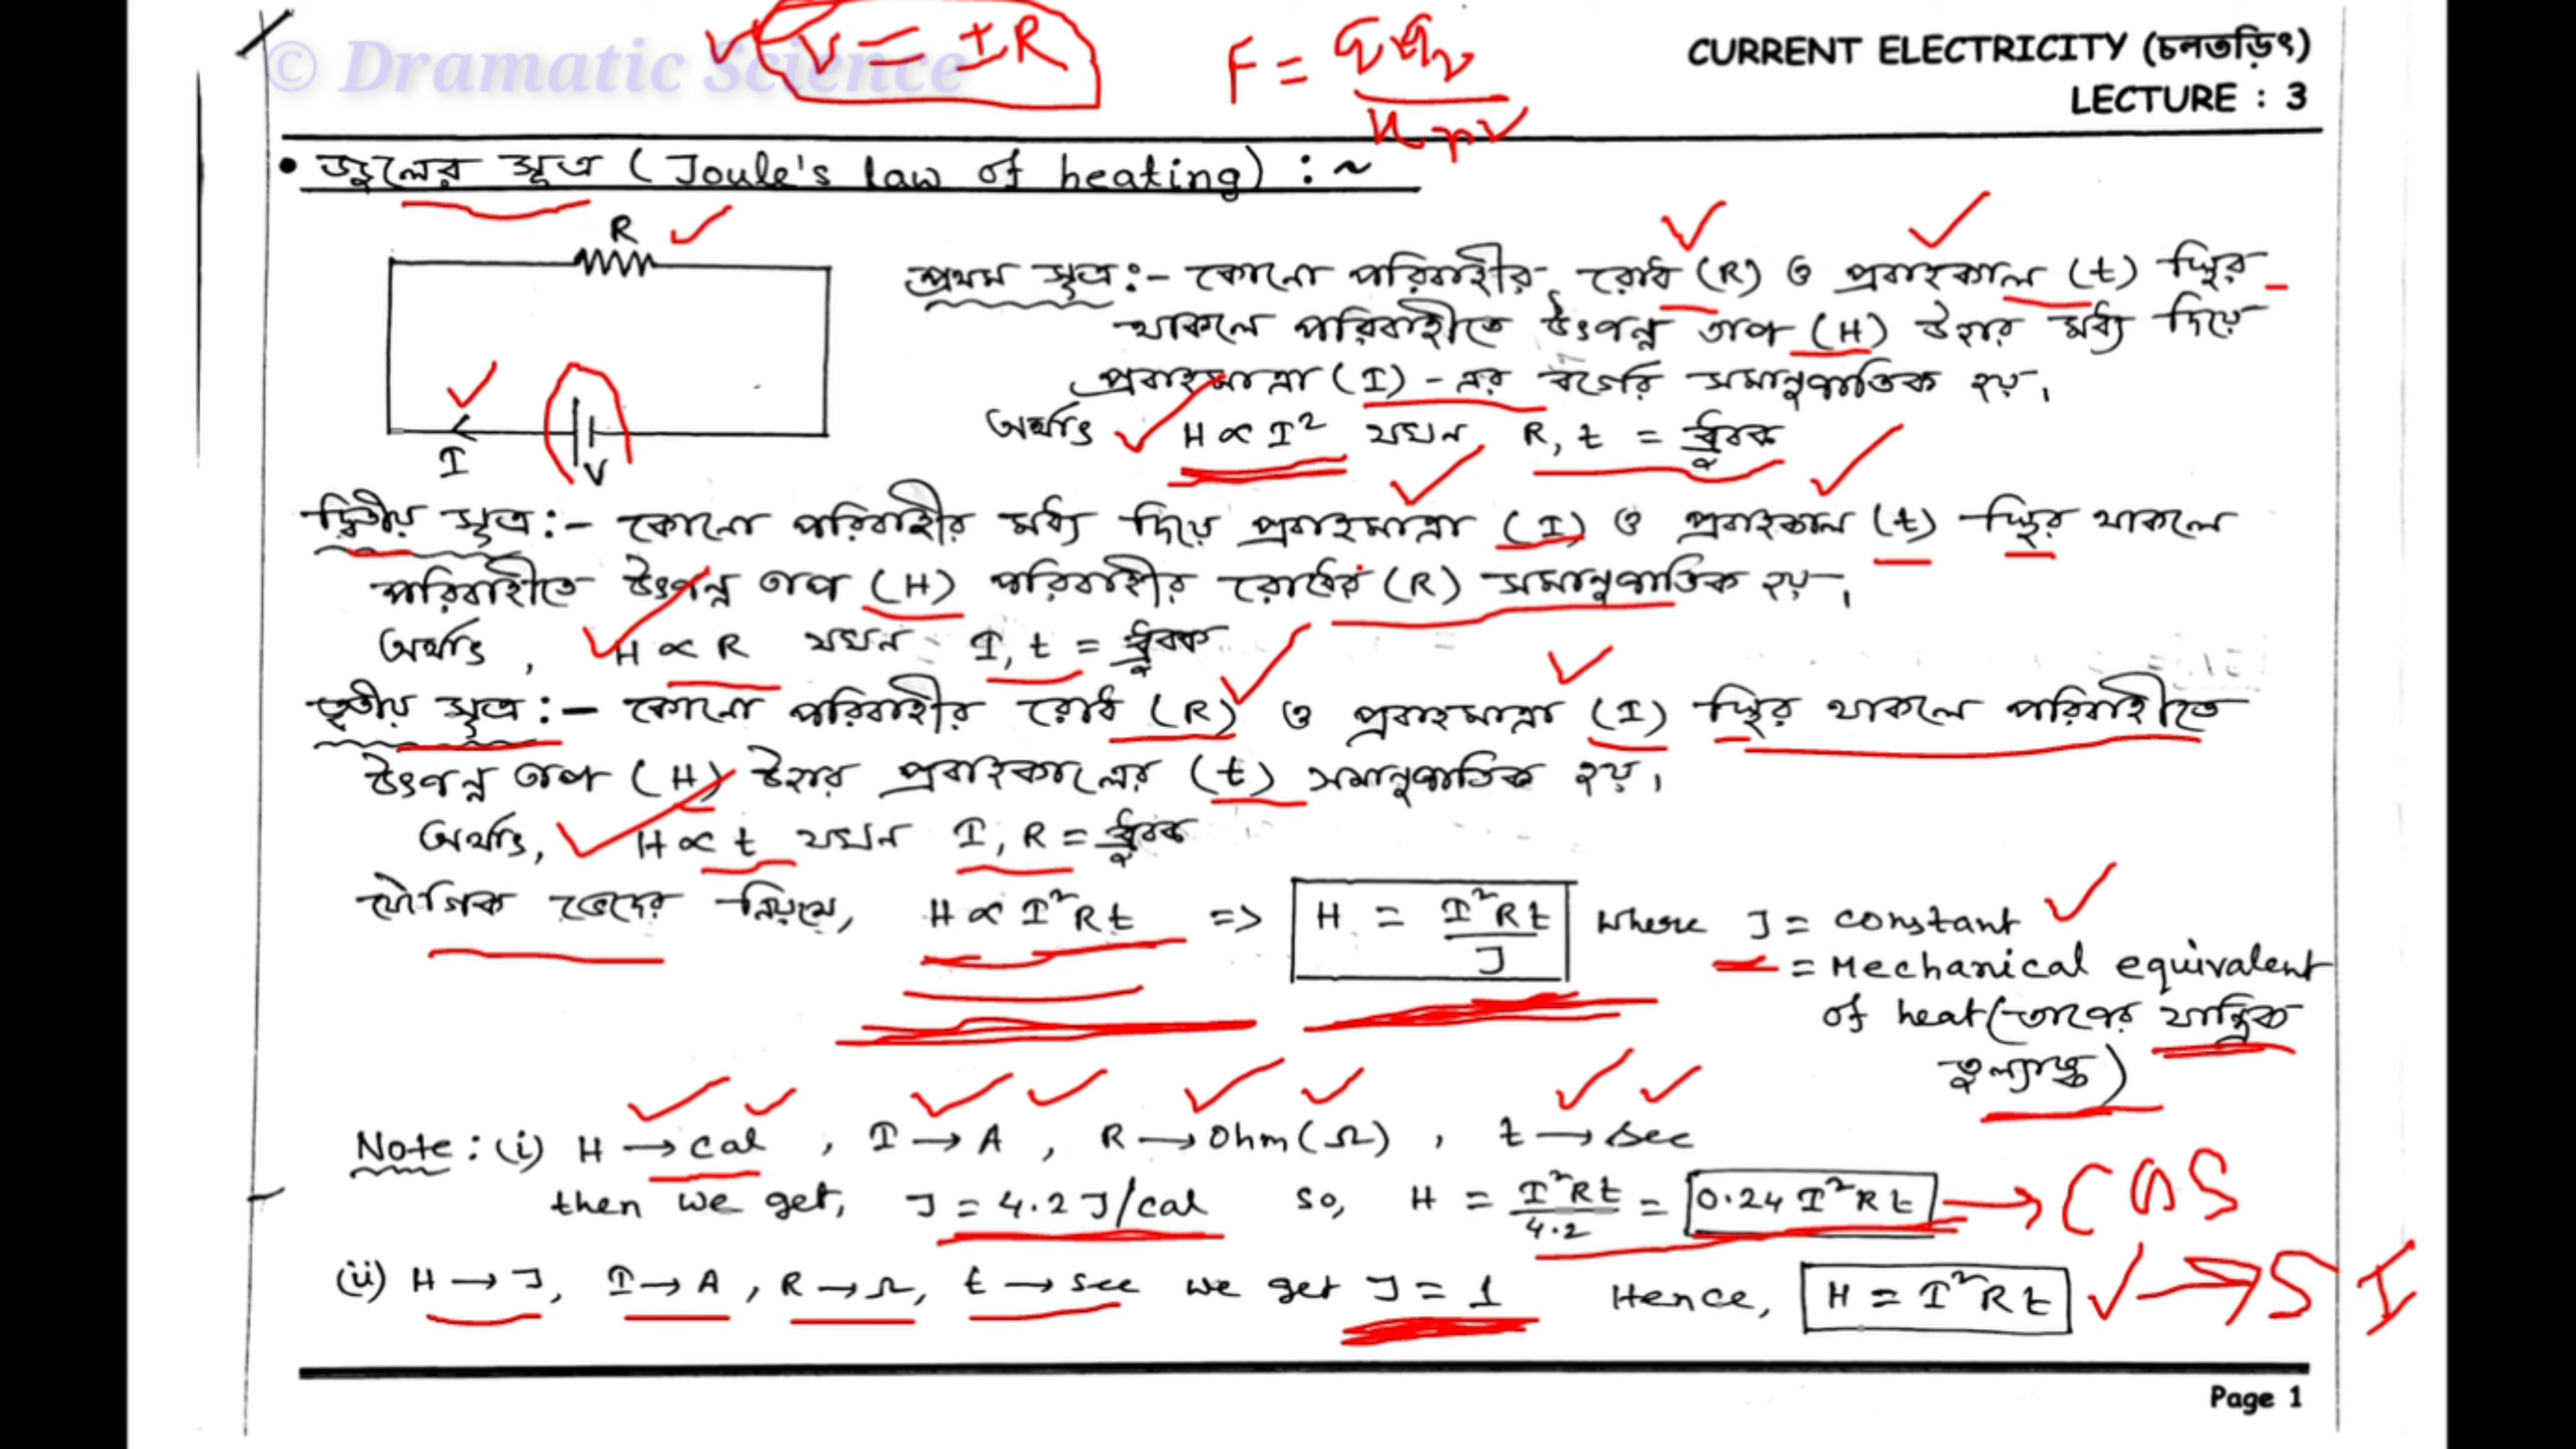 © Dramatic Science
V = IR
F =
CURRENT ELECTRICITY (চলতড়িৎ)
LECTURE : 3
• জুলের সূত্র (Joule's law of heating) : ~
R
I
V
প্রথম সূত্র :- কোনো পরিবাহীর রোধ (R) ও প্রবাহকাল (t) স্থির
থাকলে পরিবাহীতে উৎপন্ন তাপ (H) উহার মধ্য দিয়ে
প্রবাহমাত্রা (I) -এর বর্গের সমানুপাতিক হয়।
অর্থাৎ H ∝ I² যখন R, t = ধ্রুবক
দ্বিতীয় সূত্র :- কোনো পরিবাহীর মধ্য দিয়ে প্রবাহমাত্রা (I) ও প্রবাহকাল (t) স্থির থাকলে
পরিবাহীতে উৎপন্ন তাপ (H) পরিবাহীর রোধের (R) সমানুপাতিক হয়।
অর্থাৎ, H ∝ R যখন I, t = ধ্রুবক
তৃতীয় সূত্র :- কোনো পরিবাহীর রোধ (R) ও প্রবাহমাত্রা (I) স্থির থাকলে পরিবাহীতে
উৎপন্ন তাপ (H) উহার প্রবাহকালের (t) সমানুপাতিক হয়।
অর্থাৎ, H ∝ t যখন I, R = ধ্রুবক
যৌগিক ভেদের নিয়মে, H ∝ I²Rt => H = I²Rt / J where J = constant
= Mechanical equivalent
of heat (তাপের যান্ত্রিক
তুল্যাঙ্ক)
Note : (i) H → cal , I → A , R → Ohm (Ω) , t → sec
then we get, J = 4.2 J/cal so, H = I²Rt / 4.2 = 0.24 I²Rt → CGS
(ii) H → J, I → A , R → Ω, t → sec we get J = 1 Hence, H = I²Rt → SI
Page 1